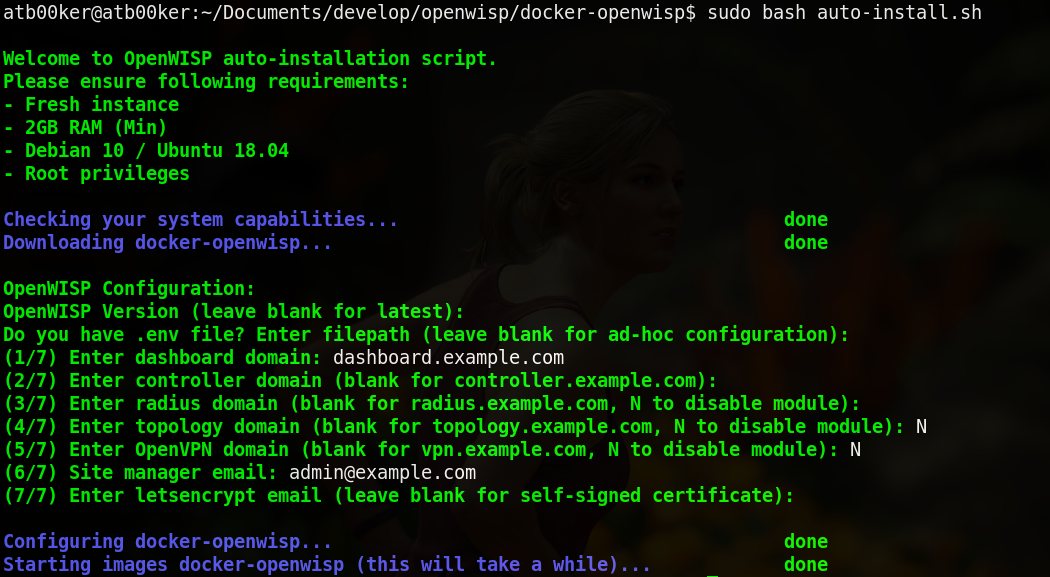 atb00ker@atb00ker:~/Documents/develop/openwisp/docker-openwisp$ sudo bash auto-install.sh
Welcome to OpenWISP auto-installation script.
Please ensure following requirements:
- Fresh instance
- 2GB RAM (Min)
- Debian 10 / Ubuntu 18.04
- Root privileges
Checking your system capabilities... done
Downloading docker-openwisp... done
OpenWISP Configuration:
OpenWISP Version (leave blank for latest):
Do you have .env file? Enter filepath (leave blank for ad-hoc configuration):
(1/7) Enter dashboard domain: dashboard.example.com
(2/7) Enter controller domain (blank for controller.example.com):
(3/7) Enter radius domain (blank for radius.example.com, N to disable module):
(4/7) Enter topology domain (blank for topology.example.com, N to disable module): N
(5/7) Enter OpenVPN domain (blank for vpn.example.com, N to disable module): N
(6/7) Site manager email: admin@example.com
(7/7) Enter letsencrypt email (leave blank for self-signed certificate):
Configuring docker-openwisp... done
Starting images docker-openwisp (this will take a while)... done